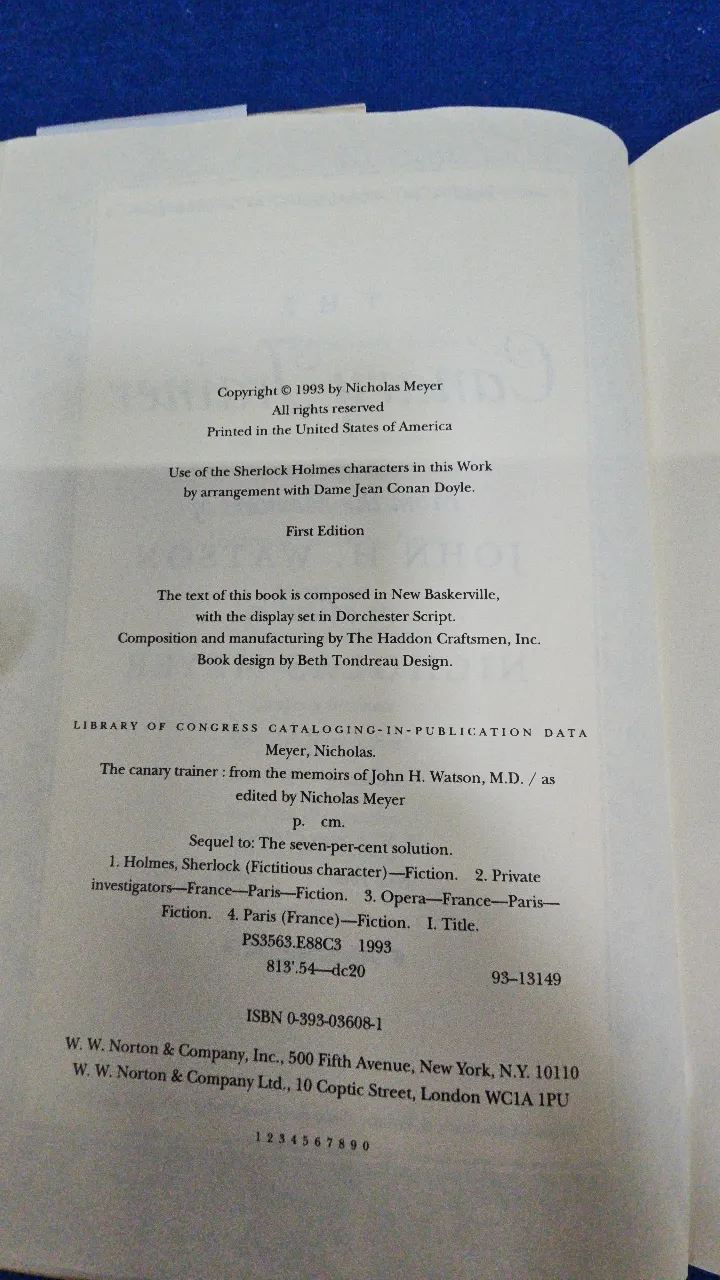 Copyright © 1993 by Nicholas Meyer
All rights reserved
Printed in the United States of America
Use of the Sherlock Holmes characters in this Work
by arrangement with Dame Jean Conan Doyle.
First Edition
The text of this book is composed in New Baskerville,
with the display set in Dorchester Script.
Composition and manufacturing by The Haddon Craftsmen, Inc.
Book design by Beth Tondreau Design.
LIBRARY OF CONGRESS CATALOGING-IN-PUBLICATION DATA
Meyer, Nicholas.
The canary trainer : from the memoirs of John H. Watson, M.D. / as
edited by Nicholas Meyer
p. cm.
Sequel to: The seven-per-cent solution.
1. Holmes, Sherlock (Fictitious character)—Fiction. 2. Private
investigators—France—Paris—Fiction. 3. Opera—France—Paris—
Fiction. 4. Paris (France)—Fiction. I. Title.
PS3563.E88C3 1993
813'.54—dc20 93-13149
ISBN 0-393-03608-1
W. W. Norton & Company, Inc., 500 Fifth Avenue, New York, N.Y. 10110
W. W. Norton & Company Ltd., 10 Coptic Street, London WC1A 1PU
1 2 3 4 5 6 7 8 9 0